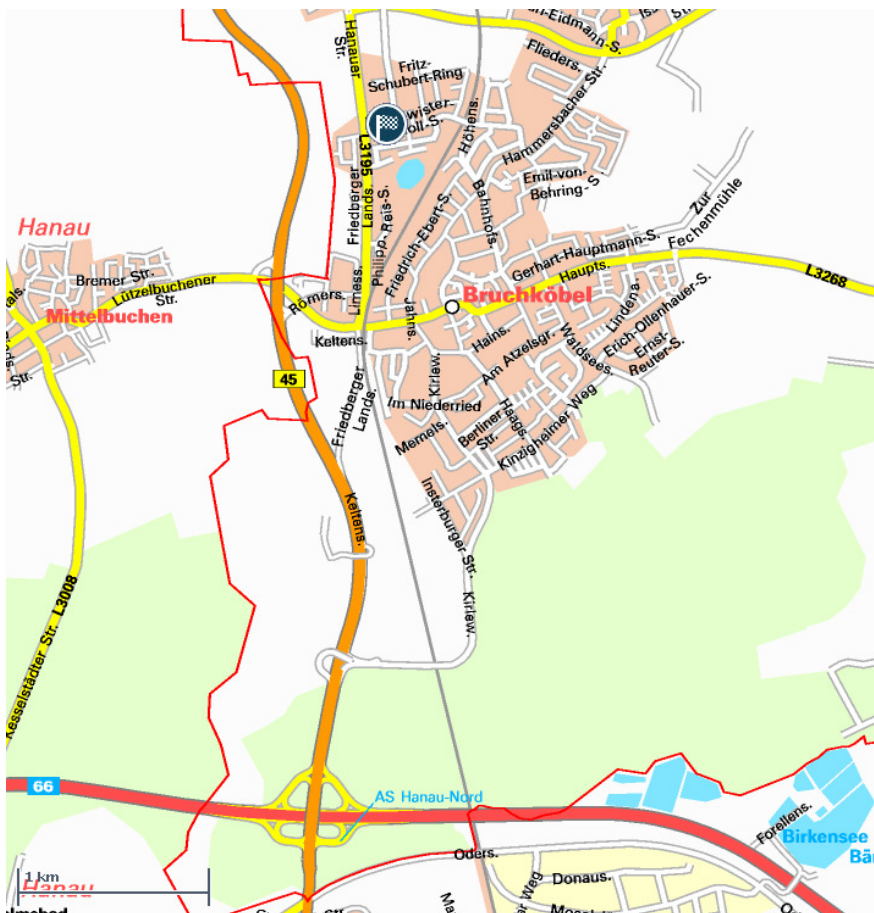 Hanauer
Str.
Fritz-
Schubert-Ring
Flieders.
Hammersbacher Str.
Höhens.
L3195
Friedberger
Lands.
Philipp-Reis-S.
Friedrich-Ebert-S.
Bahnhofs.
Emil-von-
Behring-S
Zur
Fechenmühle
Gerhart-Hauptmann-S.
Haupts.
L3268
Hanau
Bremer Str.
Lützelbuchener
Str.
Mittelbuchen
Römers.
Limess.
Bruchköbel
Keltens.
Jahns.
Hains.
Lindena.
Erich-Ollenhauer-S.
Ernst-
Reuter-S.
Waldsees.
Am Atzelsgr.
Kirlew.
45
Friedberger
Lands.
Im Niederried
Memels.
Berliner
Str.
Haags.
Kinzigheimer Weg
Insterburger Str.
Keltens.
Kirlew.
Kesselstädter Str.
L3008
66
AS Hanau-Nord
Forellens.
Birkensee
Oders.
Donaus.
1 km
Hanau
Str.